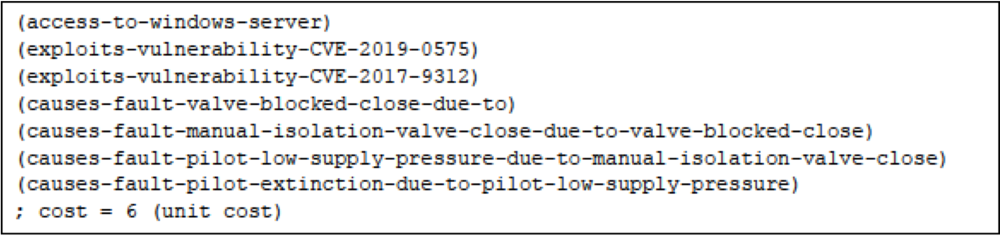 (access-to-windows-server)
(exploits-vulnerability-CVE-2019-0575)
(exploits-vulnerability-CVE-2017-9312)
(causes-fault-valve-blocked-close-due-to)
(causes-fault-manual-isolation-valve-close-due-to-valve-blocked-close)
(causes-fault-pilot-low-supply-pressure-due-to-manual-isolation-valve-close)
(causes-fault-pilot-extinction-due-to-pilot-low-supply-pressure)
; cost = 6 (unit cost)